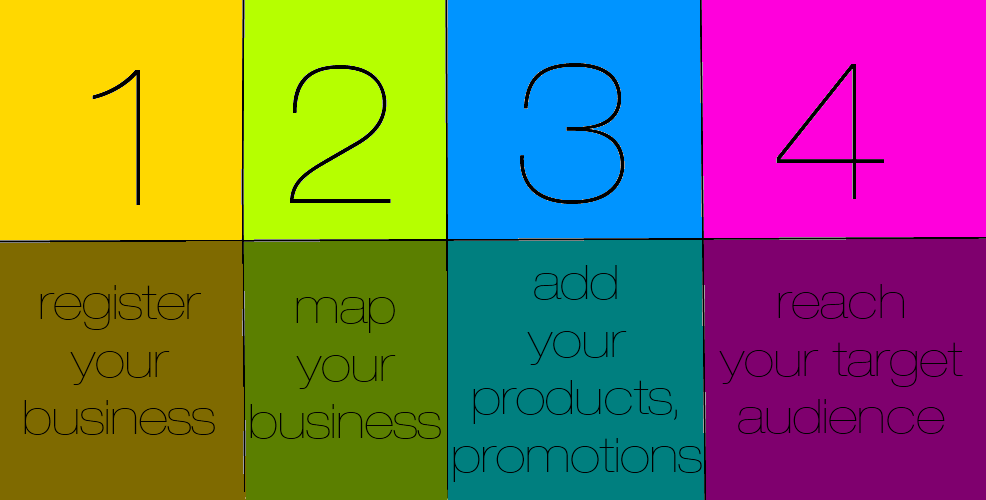 1
2
3
4
register
your
business
map
your
business
add
your
products,
promotions
reach
your target
audience